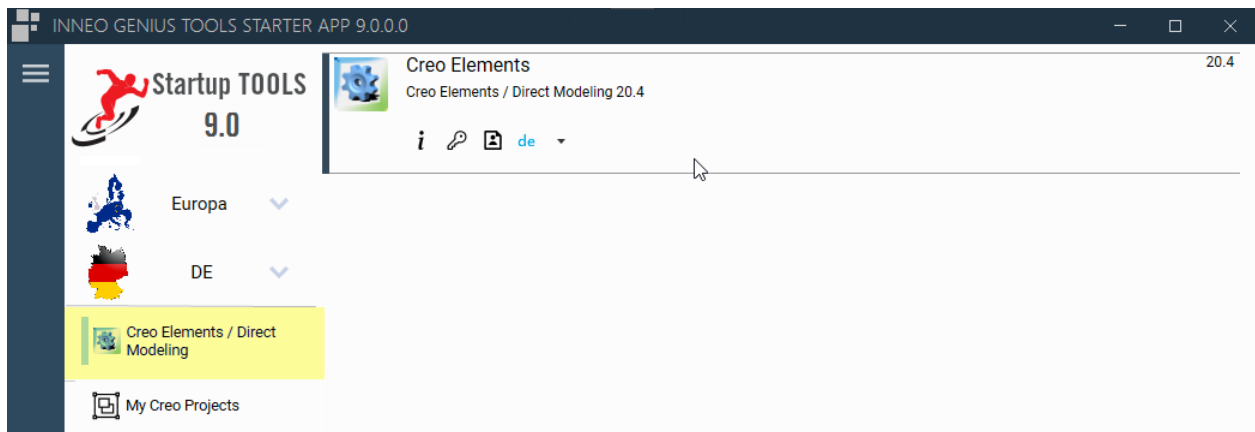 INNEO GENIUS TOOLS STARTER APP 9.0.0.0
Startup TOOLS
9.0
Europa
DE
Creo Elements / Direct
Modeling
My Creo Projects
Creo Elements
20.4
Creo Elements / Direct Modeling 20.4
i
de